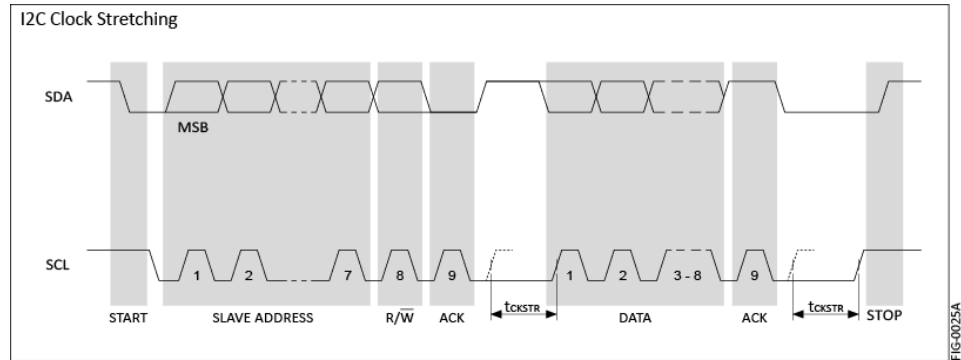 I2C Clock Stretching
SDA
MSB
SCL
1 2 7 8 9 1 2 3 - 8 9
tCKSTR tCKSTR
START SLAVE ADDRESS R/W̅ ACK DATA ACK STOP
FIG-0025A